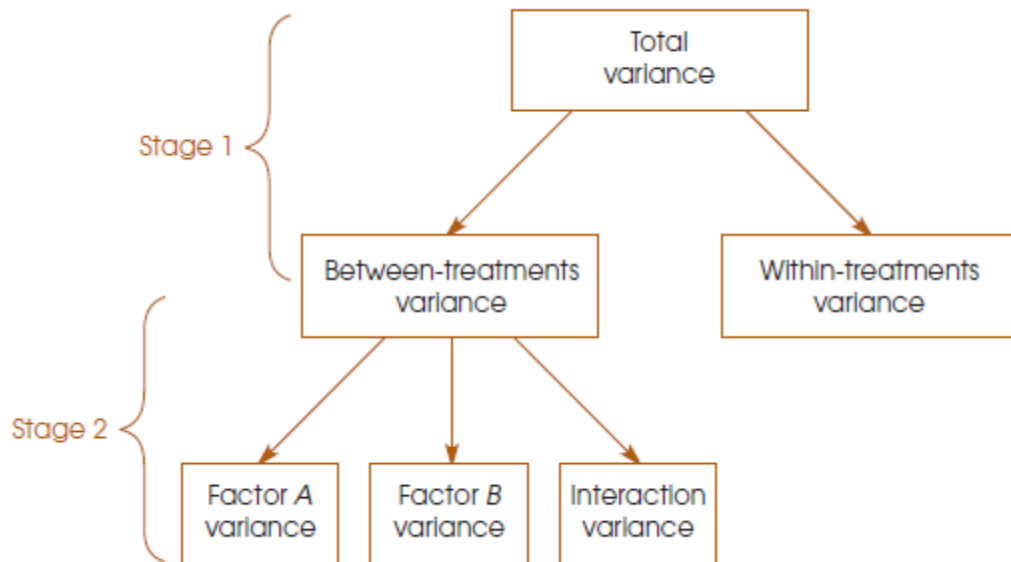 Total
variance
Stage 1
Between-treatments
variance
Within-treatments
variance
Stage 2
Factor A
variance
Factor B
variance
Interaction
variance